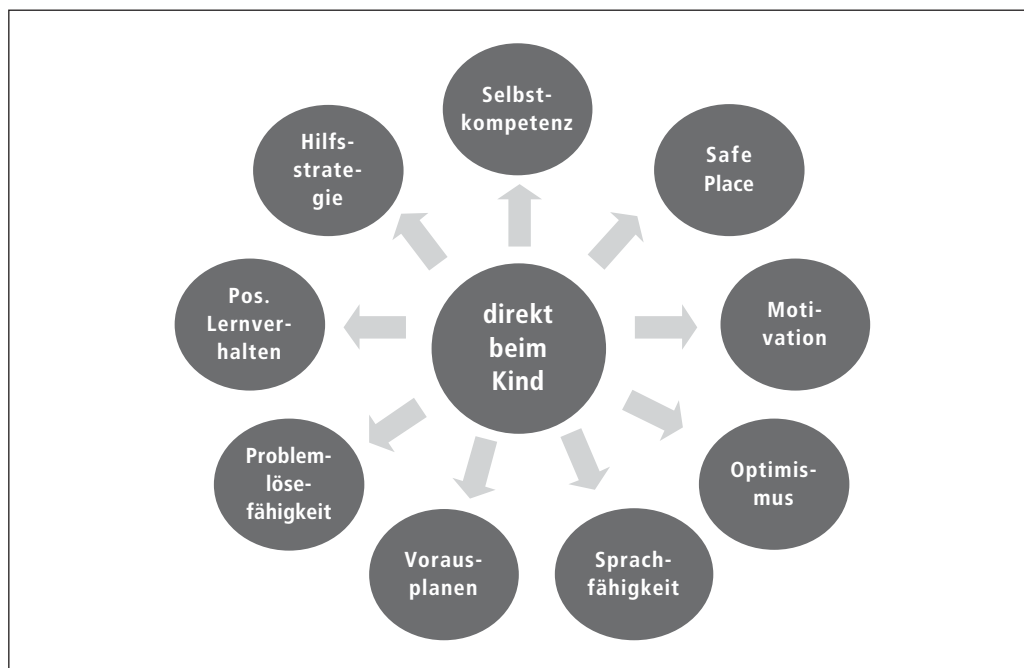 Selbst-
kompetenz
Safe
Place
Moti-
vation
Optimis-
mus
Sprach-
fähigkeit
Voraus-
planen
Problem-
löse-
fähigkeit
Pos.
Lernver-
halten
Hilfs-
strate-
gie
direkt
beim
Kind